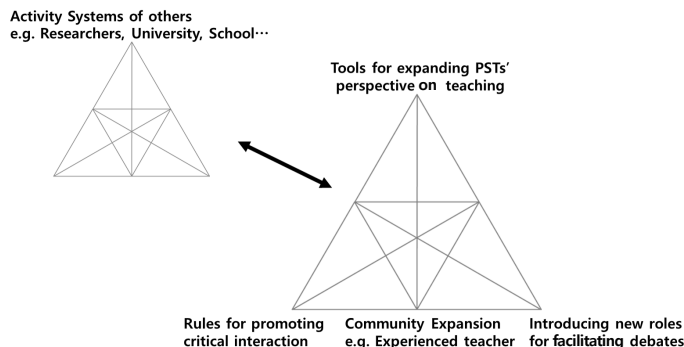 Activity Systems of others
e.g. Researchers, University, School…
Tools for expanding PSTs’
perspective on teaching
Rules for promoting
critical interaction
Community Expansion
e.g. Experienced teacher
Introducing new roles
for facilitating debates